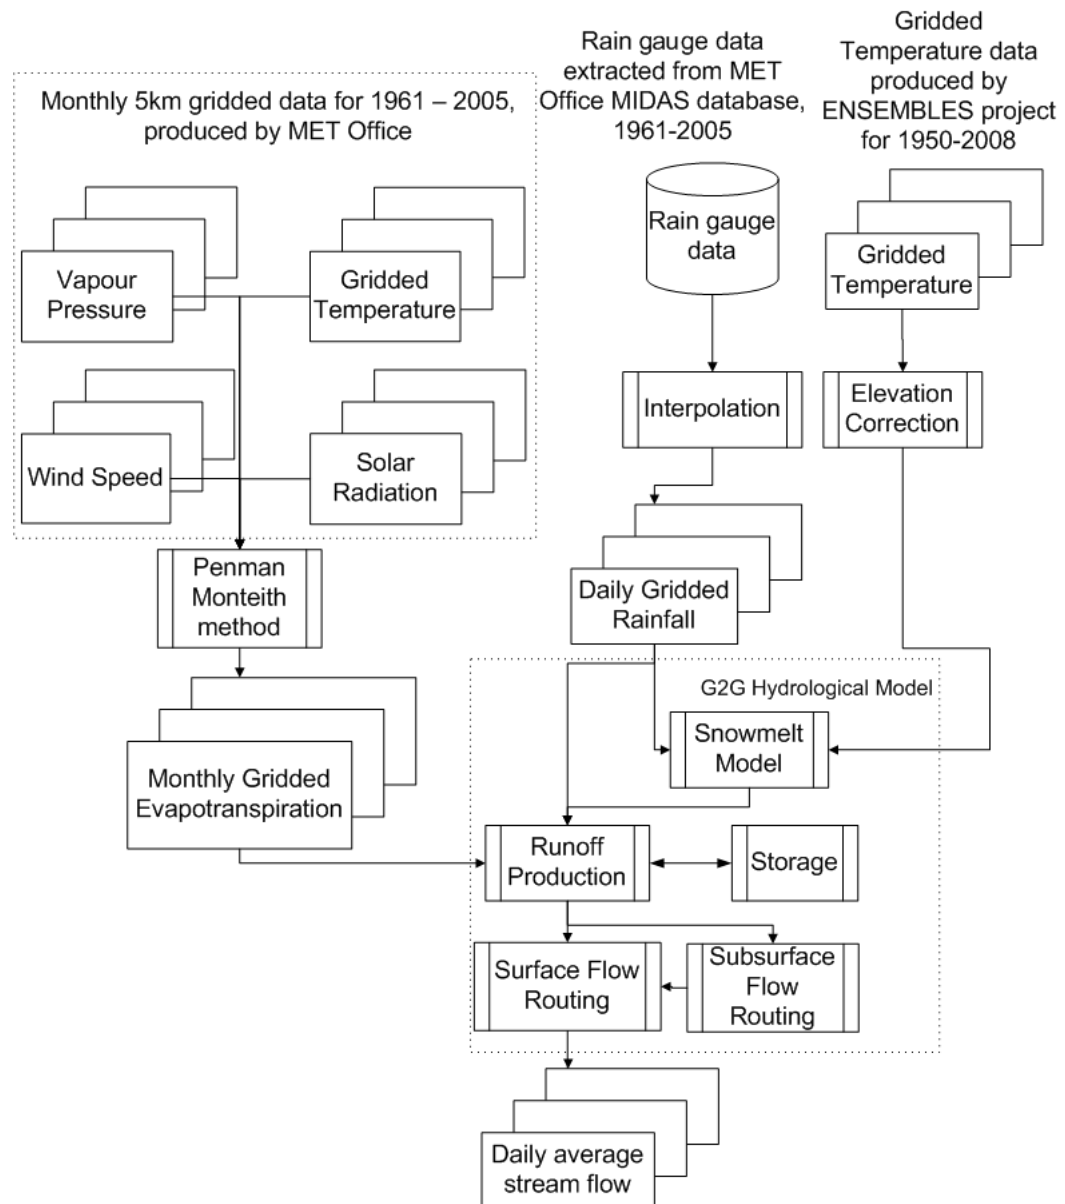 Monthly 5km gridded data for 1961 – 2005,
produced by MET Office
Rain gauge data
extracted from MET
Office MIDAS database,
1961-2005
Gridded
Temperature data
produced by
ENSEMBLES project
for 1950-2008
Vapour
Pressure
Gridded
Temperature
Rain gauge
data
Gridded
Temperature
Wind Speed
Solar
Radiation
Interpolation
Elevation
Correction
Penman
Monteith
method
Daily Gridded
Rainfall
G2G Hydrological Model
Snowmelt
Model
Monthly Gridded
Evapotranspiration
Runoff
Production
Storage
Surface Flow
Routing
Subsurface
Flow
Routing
Daily average
stream flow